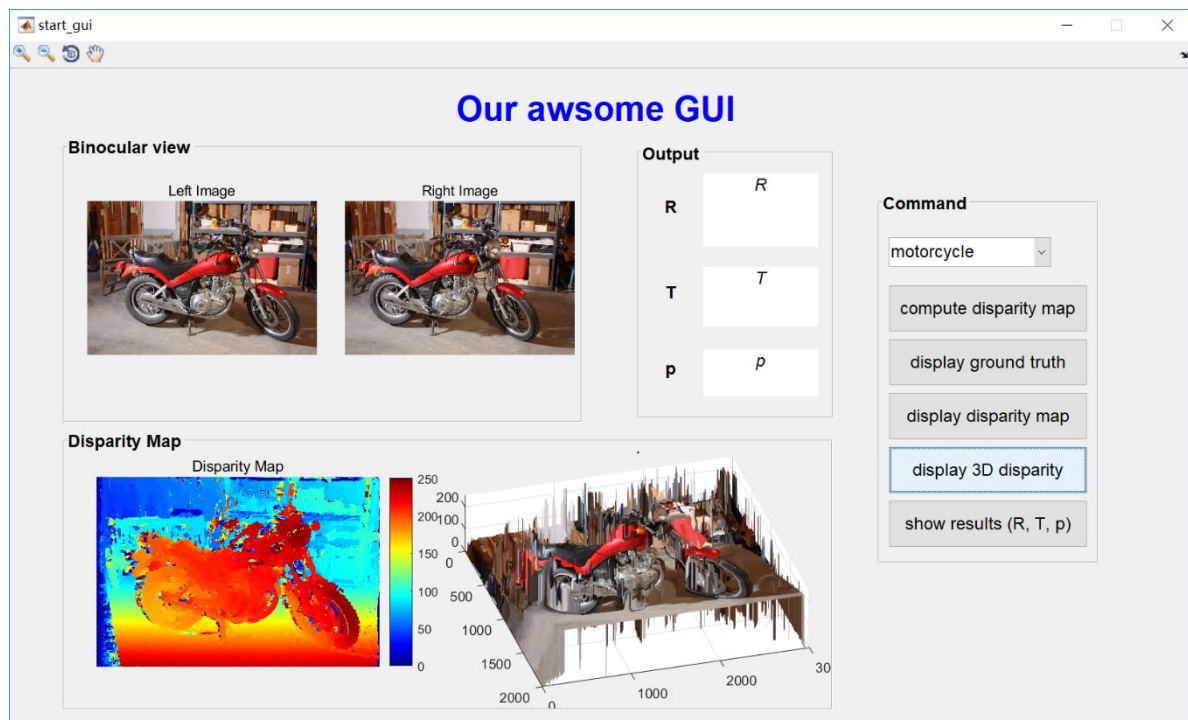 start_gui
Our awsome GUI
Binocular view
Left Image
Right Image
Output
R
R
T
T
p
p
Command
motorcycle
compute disparity map
display ground truth
display disparity map
display 3D disparity
show results (R, T, p)
Disparity Map
Disparity Map
250
200
150
100
50
0
200
100
0
0
500
1000
1500
2000
0
1000
2000
30